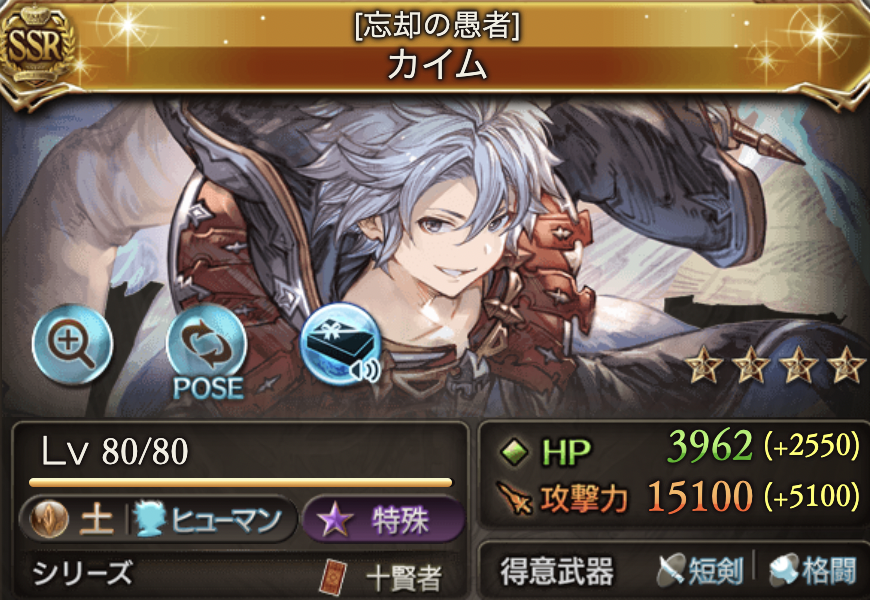 SSR
[忘却の愚者]
カイム
POSE
Lv 80/80
土 ヒューマン 特殊
シリーズ 十賢者
HP 3962 (+2550)
攻撃力 15100 (+5100)
得意武器 短剣 格闘